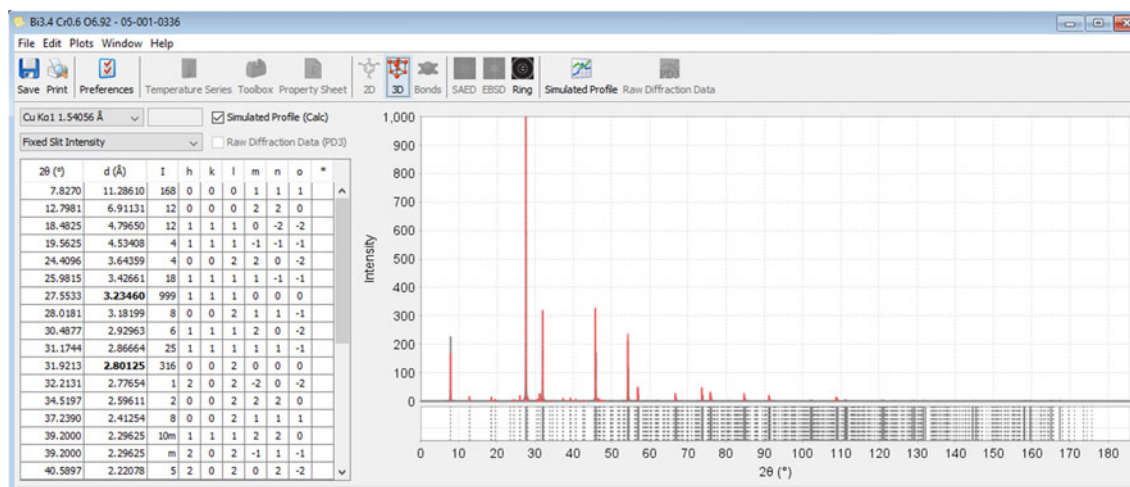 Bi3.4 Cr0.6 O6.92 - 05-001-0336
File Edit Plots Window Help
Save Print Preferences Temperature Series Toolbox Property Sheet 2D 3D Bonds SAED EBSD Ring Simulated Profile Raw Diffraction Data
Cu Kα1 1.54056 Å Simulated Profile (Calc)
Fixed Slit Intensity Raw Diffraction Data (PD3)
2θ (°) d (Å) I h k l m n o *
7.8270 11.28610 168 0 0 0 1 1 1
12.7981 6.91131 12 0 0 0 2 2 0
18.4825 4.79650 12 1 1 1 0 -2 -2
19.5625 4.53408 4 1 1 1 -1 -1 -1
24.4096 3.64359 4 0 0 2 2 0 -2
25.9815 3.42661 18 1 1 1 1 -1 -1
27.5533 3.23460 999 1 1 1 0 0 0
28.0181 3.18199 8 0 0 2 1 1 -1
30.4877 2.92963 6 1 1 1 2 0 -2
31.1744 2.86664 25 1 1 1 1 1 -1
31.9213 2.80125 316 0 0 2 0 0 0
32.2131 2.77654 1 2 0 2 -2 0 -2
34.5197 2.59611 2 0 0 2 2 2 0
37.2390 2.41254 8 0 0 2 1 1 1
39.2000 2.29625 10m 1 1 1 2 2 0
39.2000 2.29625 m 2 0 2 -1 1 -1
40.5897 2.22078 5 2 0 2 0 2 -2
1,000
900
800
700
600
500
400
300
200
100
0
Intensity
0 10 20 30 40 50 60 70 80 90 100 110 120 130 140 150 160 170 180
2θ (°)